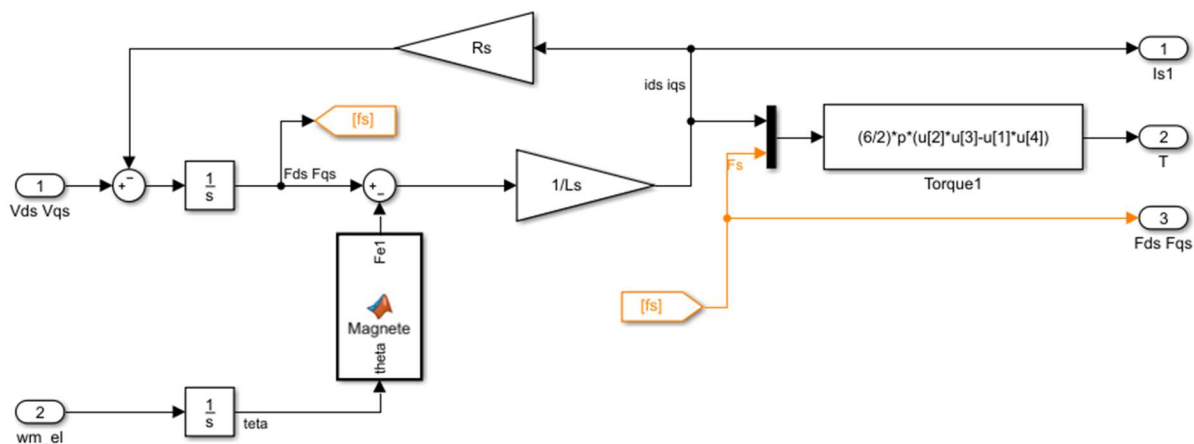 Rs
1
Is1
ids iqs
[fs]
(6/2)*p*(u[2]*u[3]-u[1]*u[4])
Torque1
2
T
Fs
1
Vds Vqs
+
−
1
s
Fds Fqs
+
−
1/Ls
3
Fds Fqs
Fe1
Magnete
theta
[fs]
2
wm_el
1
s
teta